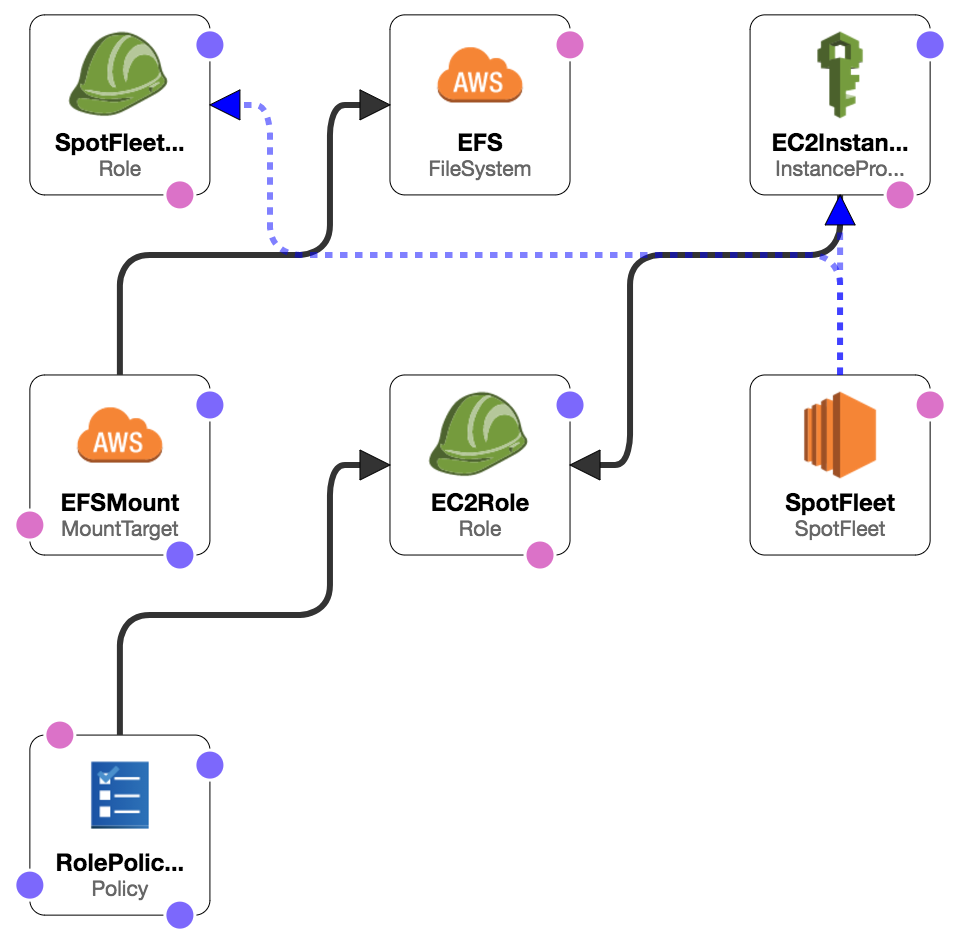 SpotFleet...
Role
AWS
EFS
FileSystem
EC2Instan...
InstancePro...
AWS
EFSMount
MountTarget
EC2Role
Role
SpotFleet
SpotFleet
RolePolic...
Policy